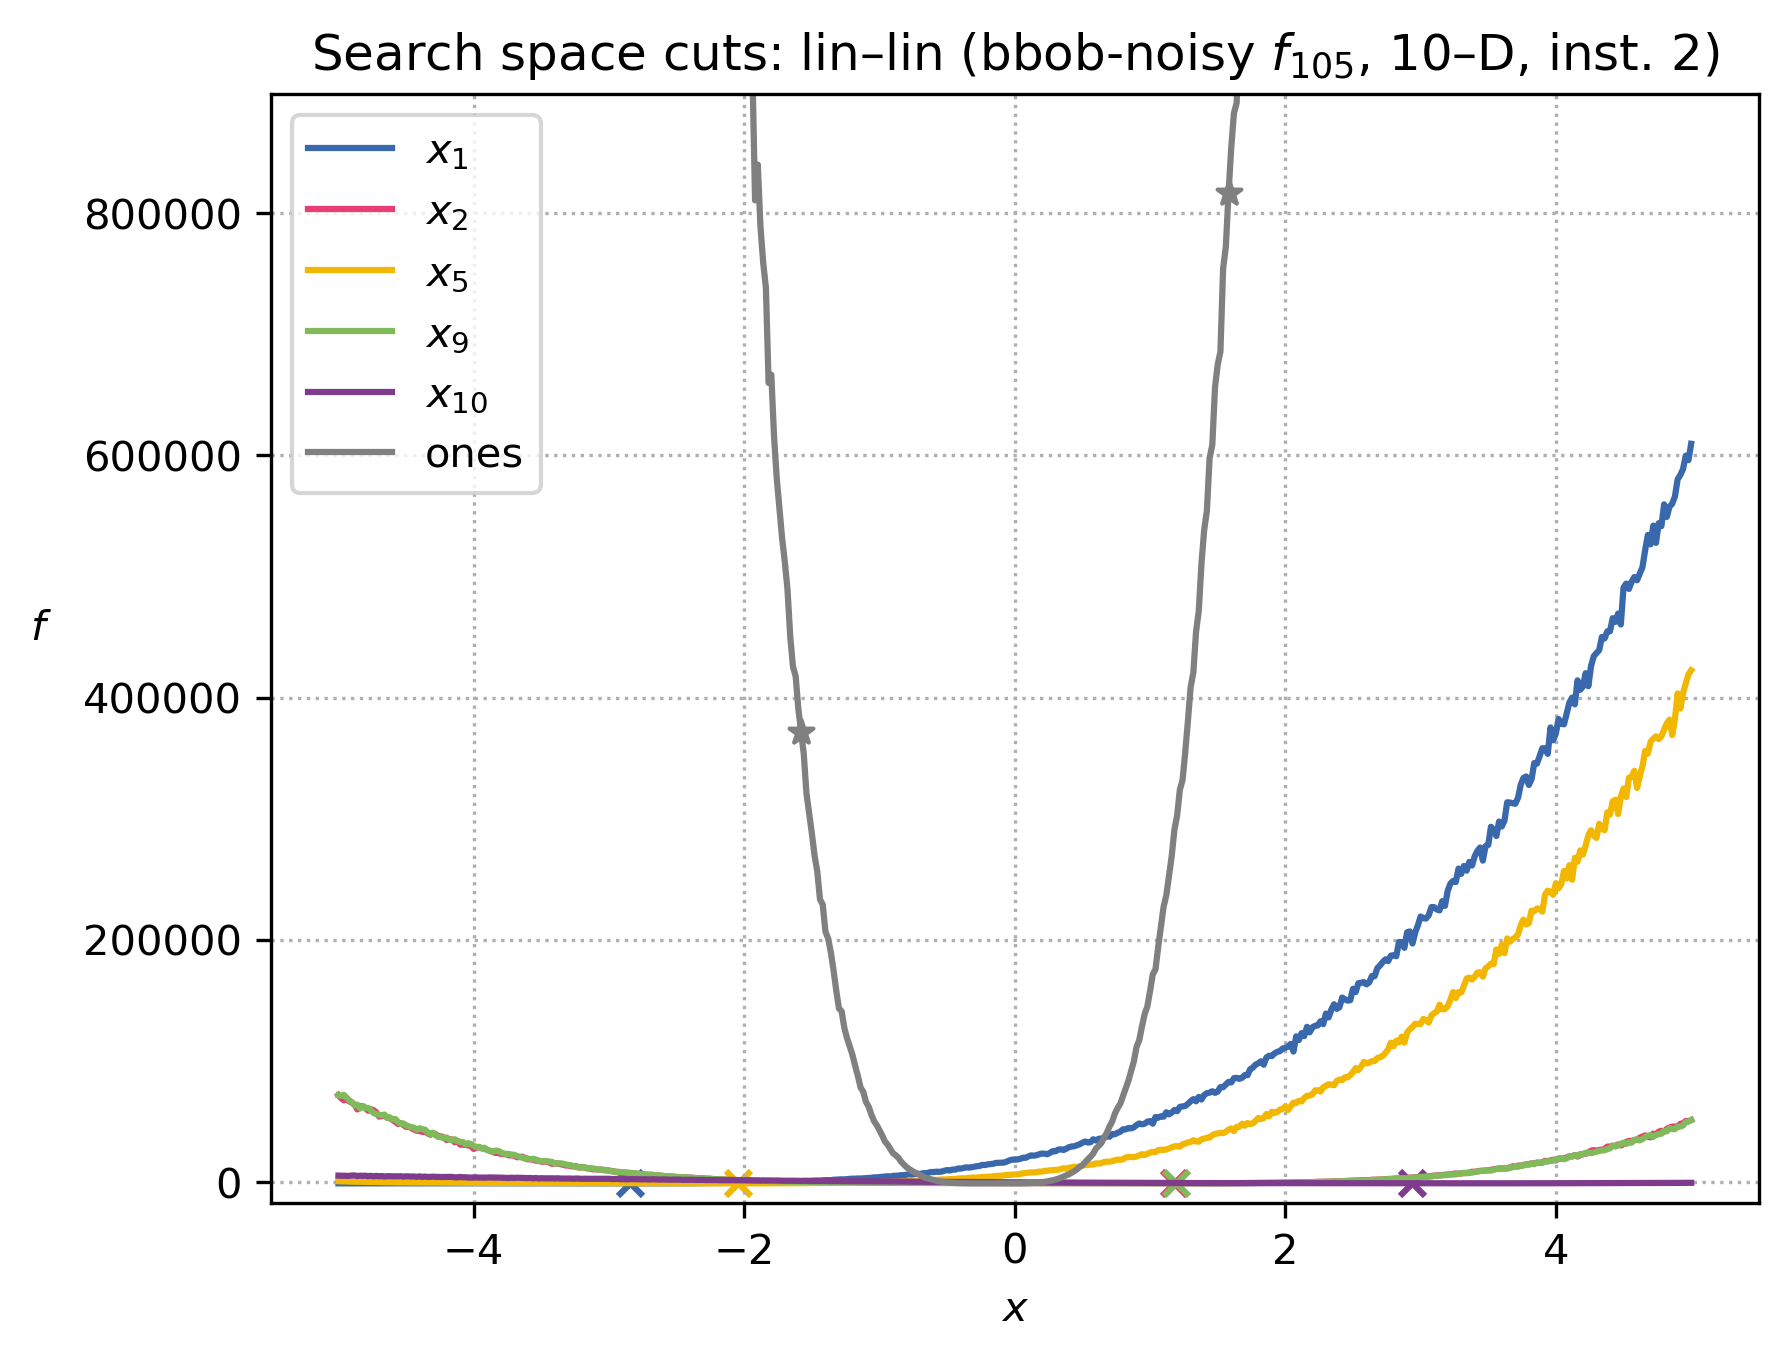 Search space cuts: lin–lin (bbob-noisy f₁₀₅, 10–D, inst. 2)
x₁
x₂
x₅
x₉
x₁₀
ones
800000
600000
400000
200000
0
f
−4 −2 0 2 4
x